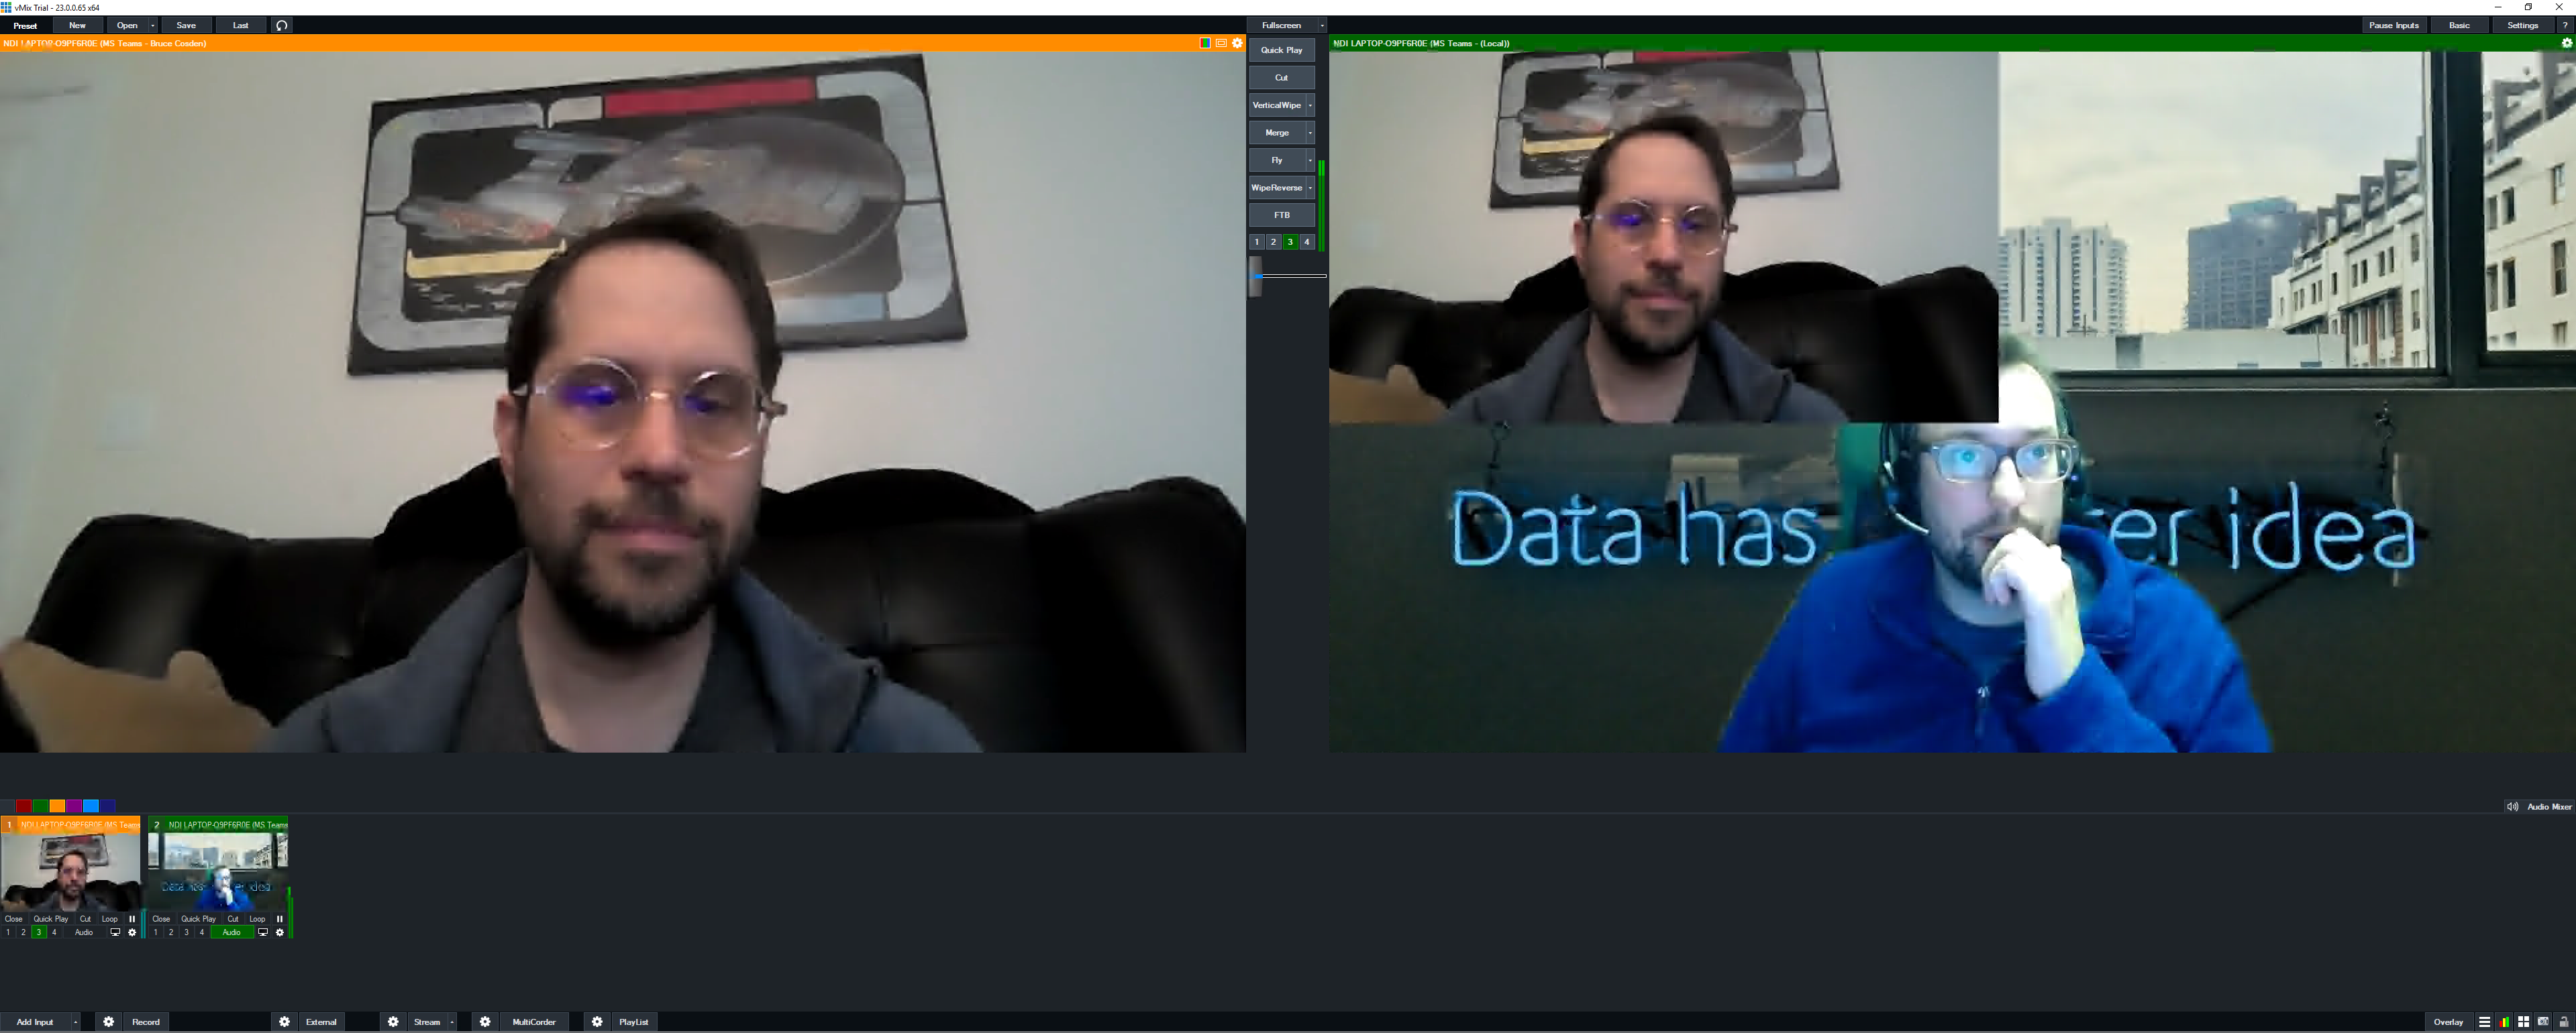 vMix Trial - 23.0.0.65 x64
Preset New Open Save Last Fullscreen Pause Inputs Basic Settings ?
NDI LAPTOP-O9PF6R0E (MS Teams - Bruce Cosden)
NDI LAPTOP-O9PF6R0E (MS Teams - (Local))
Quick Play
Cut
VerticalWipe
Merge
Fly
WipeReverse
FTB
1 2 3 4
Data has er idea
Audio Mixer
1 NDI LAPTOP-O9PF6R0E (MS Teams
2 NDI LAPTOP-O9PF6R0E (MS Teams
Data has er idea
Close Quick Play Cut Loop
Close Quick Play Cut Loop
1 2 3 4 Audio
1 2 3 4 Audio
Add Input Record External Stream MultiCorder PlayList Overlay